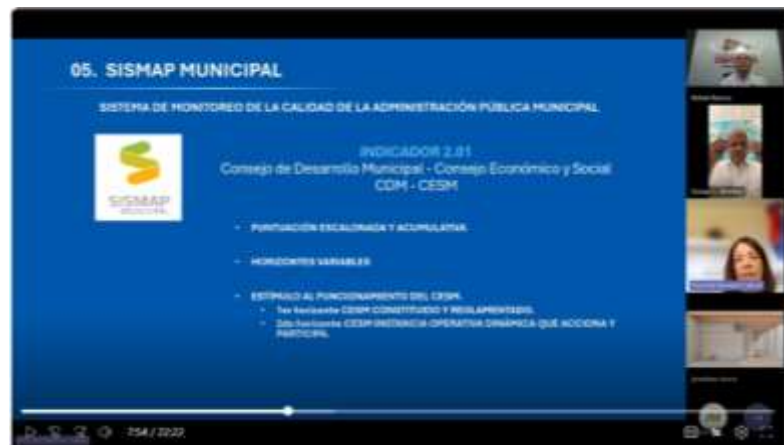 05. SISMAP MUNICIPAL
SISTEMA DE MONITOREO DE LA CALIDAD DE LA ADMINISTRACIÓN PÚBLICA MUNICIPAL
SISMAP
MUNICIPAL
INDICADOR 2.01
Consejo de Desarrollo Municipal - Consejo Económico y Social
CDM - CESM
• PUNTUACIÓN ESCALONADA Y ACUMULATIVA
• HORIZONTES VARIABLES
• ESTÍMULO AL FUNCIONAMIENTO DEL CESM.
• 1er horizonte CESM CONSTITUIDO Y REGLAMENTADO.
• 2do horizonte CESM INSTANCIA OPERATIVA DINÁMICA QUE ACCIONA Y
PARTICIPA.
7:54 / 22:22